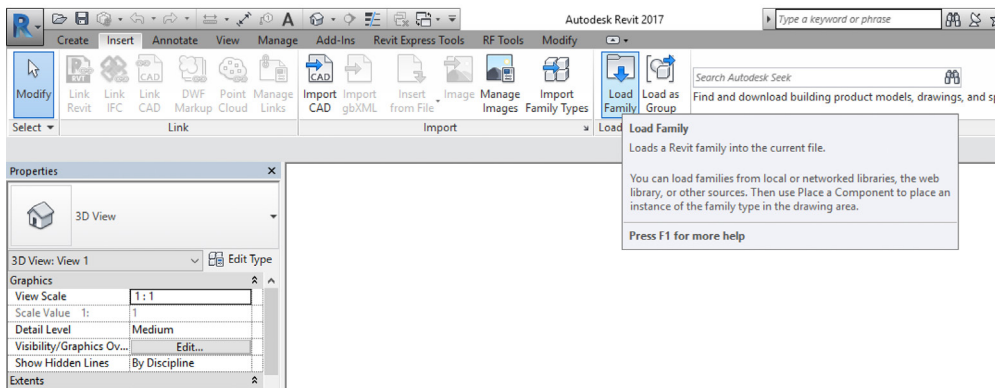 Autodesk Revit 2017
Type a keyword or phrase
Create Insert Annotate View Manage Add-Ins Revit Express Tools RF Tools Modify
Modify
Link Revit
Link IFC
Link CAD
DWF Markup
Point Cloud
Manage Links
Import CAD
Import gbXML
Insert from File
Image
Manage Images
Import Family Types
Load Family
Load as Group
Search Autodesk Seek
Find and download building product models, drawings, and
Select
Link
Import
Load
Load Family
Loads a Revit family into the current file.
You can load families from local or networked libraries, the web
library, or other sources. Then use Place a Component to place an
instance of the family type in the drawing area.
Press F1 for more help
Properties
3D View
3D View: View 1
Edit Type
Graphics
View Scale 1 : 1
Scale Value 1: 1
Detail Level Medium
Visibility/Graphics Ov... Edit...
Show Hidden Lines By Discipline
Extents